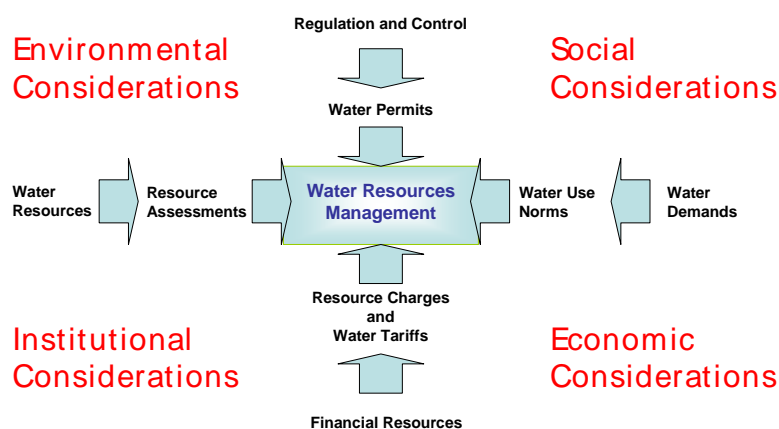 Regulation and Control
Environmental
Considerations
Social
Considerations
Water Permits
Water
Resources
Resource
Assessments
Water Resources
Management
Water Use
Norms
Water
Demands
Resource Charges
and
Water Tariffs
Institutional
Considerations
Economic
Considerations
Financial Resources